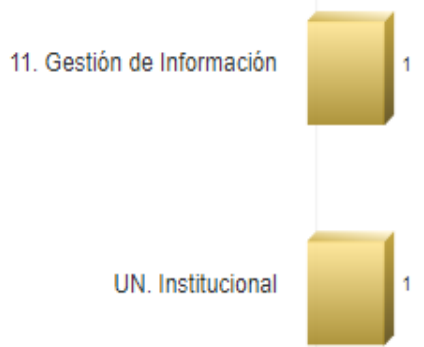 11. Gestión de Información 1
UN. Institucional 1